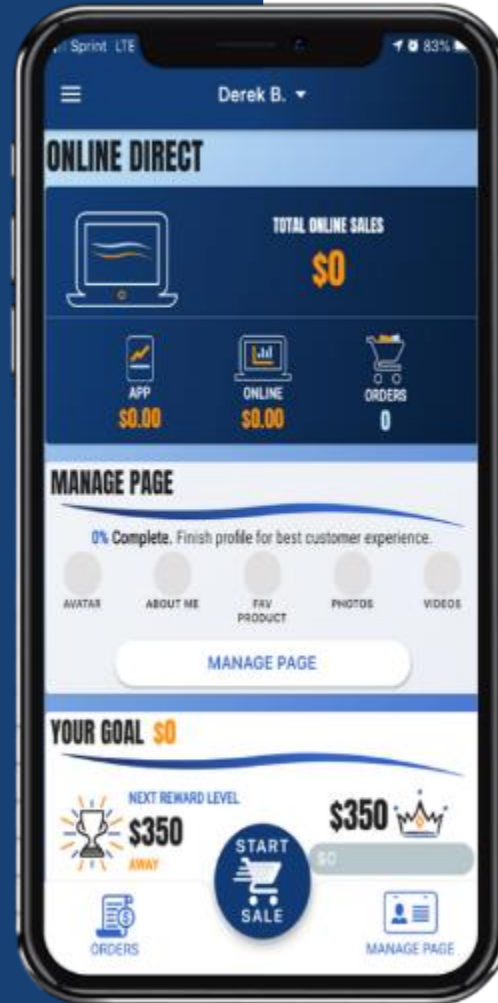 Sprint LTE 83%
Derek B.
ONLINE DIRECT
TOTAL ONLINE SALES
$0
APP ONLINE ORDERS
$0.00 $0.00 0
MANAGE PAGE
0% Complete. Finish profile for best customer experience.
AVATAR ABOUT ME FAV PRODUCT PHOTOS VIDEOS
MANAGE PAGE
YOUR GOAL $0
NEXT REWARD LEVEL
$350
AWAY
$350
$0
START
SALE
ORDERS
MANAGE PAGE